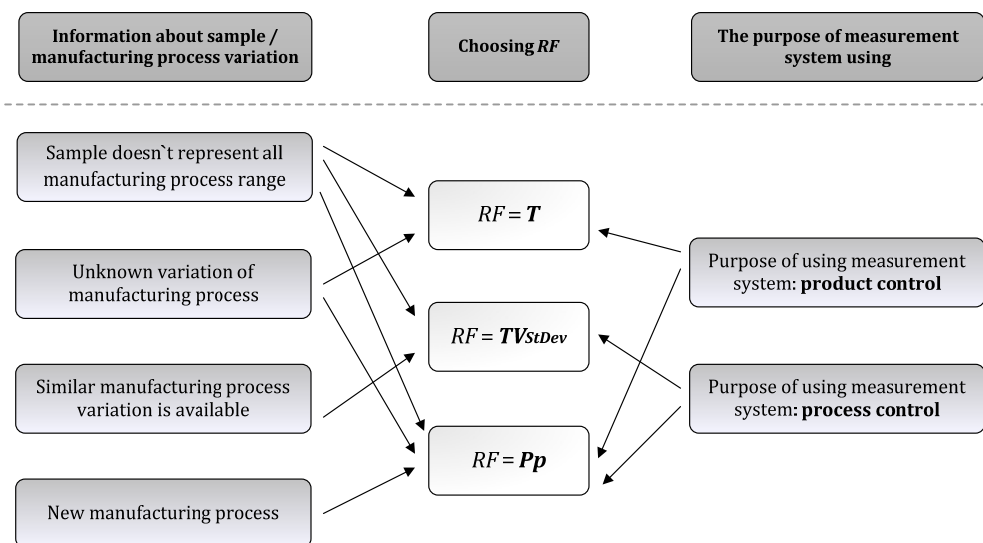 Information about sample /
manufacturing process variation
Choosing RF
The purpose of measurement
system using
Sample doesn`t represent all
manufacturing process range
Unknown variation of
manufacturing process
Similar manufacturing process
variation is available
New manufacturing process
RF = T
RF = TVStDev
RF = Pp
Purpose of using measurement
system: product control
Purpose of using measurement
system: process control